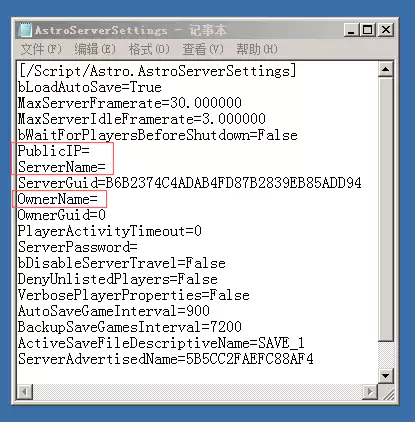 AstroServerSettings - 记事本
文件(F) 编辑(E) 格式(O) 查看(V) 帮助(H)
[/Script/Astro.AstroServerSettings]
bLoadAutoSave=True
MaxServerFramerate=30.000000
MaxServerIdleFramerate=3.000000
bWaitForPlayersBeforeShutdown=False
PublicIP=
ServerName=
ServerGuid=B6B2374C4ADAB4FD87B2839EB85ADD94
OwnerName=
OwnerGuid=0
PlayerActivityTimeout=0
ServerPassword=
bDisableServerTravel=False
DenyUnlistedPlayers=False
VerbosePlayerProperties=False
AutoSaveGameInterval=900
BackupSaveGamesInterval=7200
ActiveSaveFileDescriptiveName=SAVE_1
ServerAdvertisedName=5B5CC2FAEFC88AF4